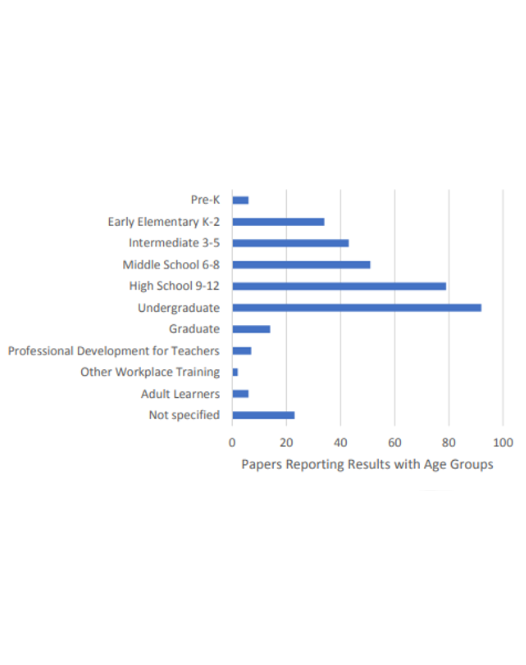 Pre-K
Early Elementary K-2
Intermediate 3-5
Middle School 6-8
High School 9-12
Undergraduate
Graduate
Professional Development for Teachers
Other Workplace Training
Adult Learners
Not specified
0 20 40 60 80 100
Papers Reporting Results with Age Groups